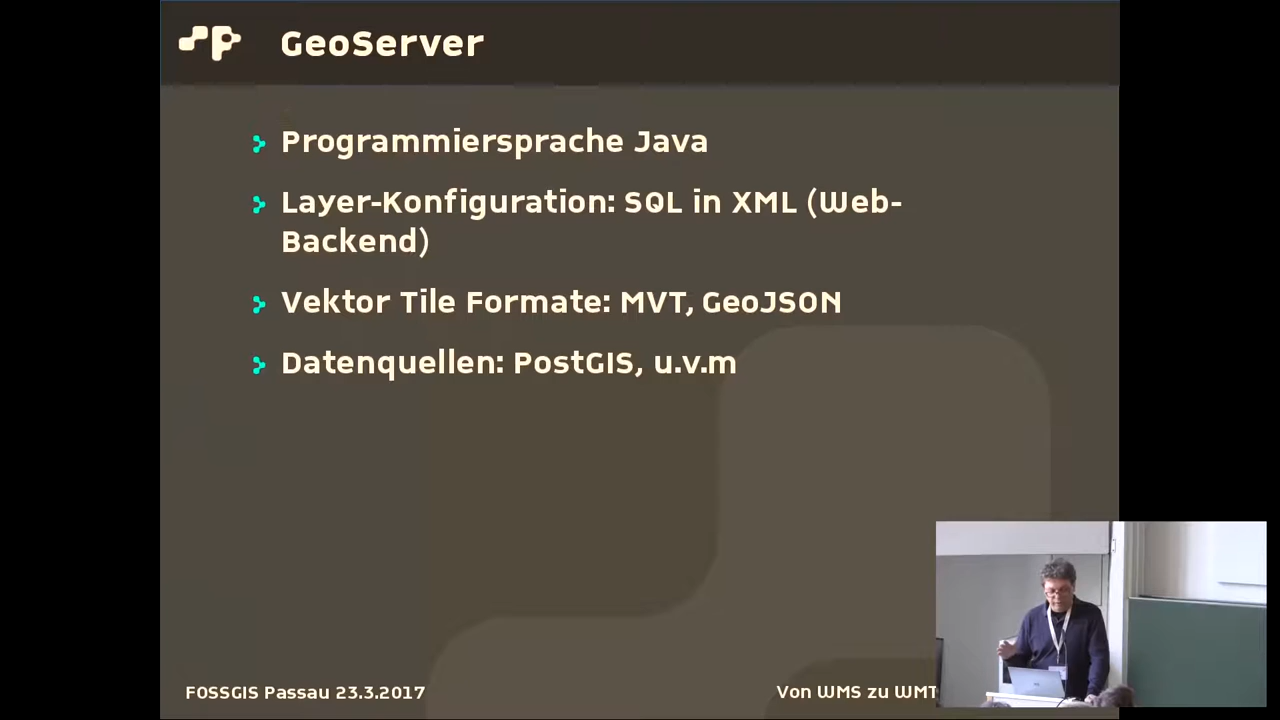 GeoServer
Programmiersprache Java
Layer-Konfiguration: SQL in XML (Web-
Backend)
Vektor Tile Formate: MVT, GeoJSON
Datenquellen: PostGIS, u.v.m
FOSSGIS Passau 23.3.2017
Von WMS zu WMT